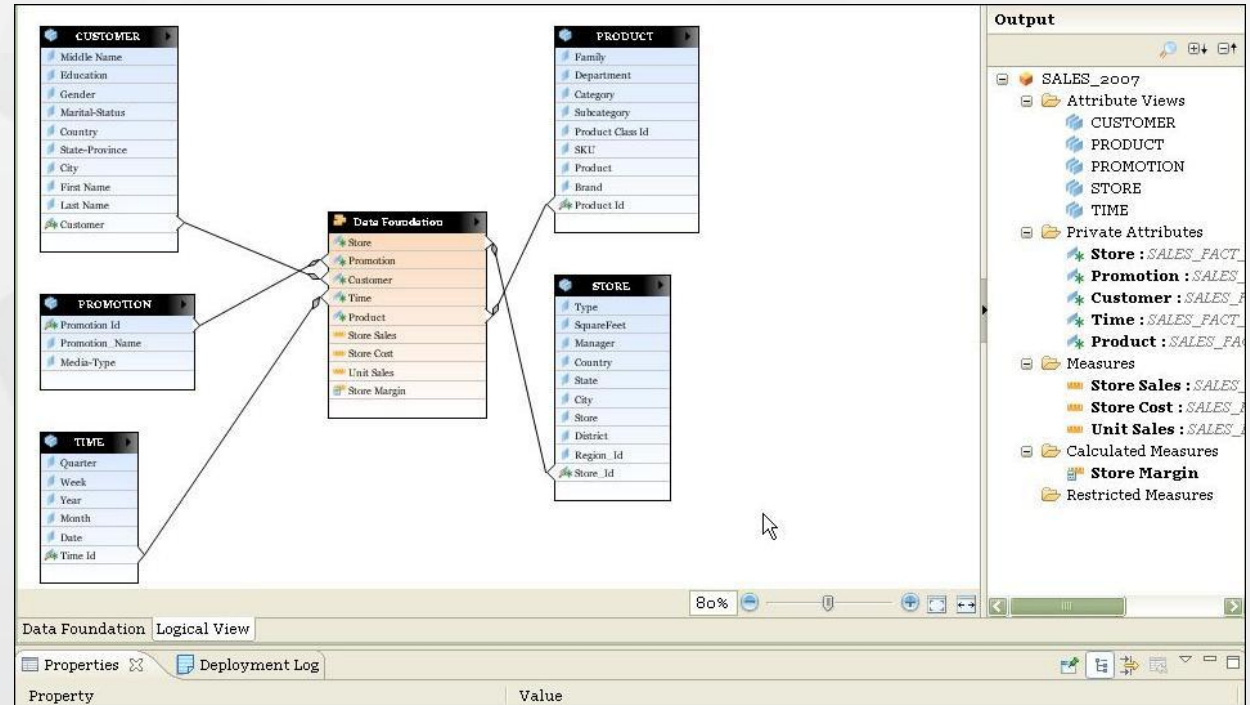 CUSTOMER
Middle Name
Education
Gender
Marital-Status
Country
State-Province
City
First Name
Last Name
Customer
PROMOTION
Promotion Id
Promotion_Name
Media-Type
TIME
Quarter
Week
Year
Month
Date
Time Id
Data Foundation
Store
Promotion
Customer
Time
Product
Store Sales
Store Cost
Unit Sales
Store Margin
PRODUCT
Family
Department
Category
Subcategory
Product Class Id
SKU
Product
Brand
Product Id
STORE
Type
SquareFeet
Manager
Country
State
City
Store
District
Region_Id
Store_Id
80%
Data Foundation Logical View
Output
SALES_2007
Attribute Views
CUSTOMER
PRODUCT
PROMOTION
STORE
TIME
Private Attributes
Store : SALES_FACT_
Promotion : SALES_
Customer : SALES_F
Time : SALES_FACT_
Product : SALES_FA
Measures
Store Sales : SALES_
Store Cost : SALES_F
Unit Sales : SALES_F
Calculated Measures
Store Margin
Restricted Measures
Properties Deployment Log
Property Value